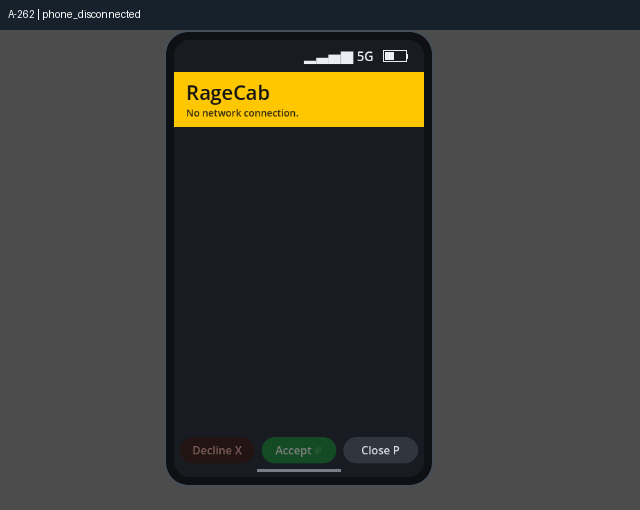 A-262 | phone_disconnected
5G
RageCab
No network connection.
Decline X
Accept ⏎
Close P